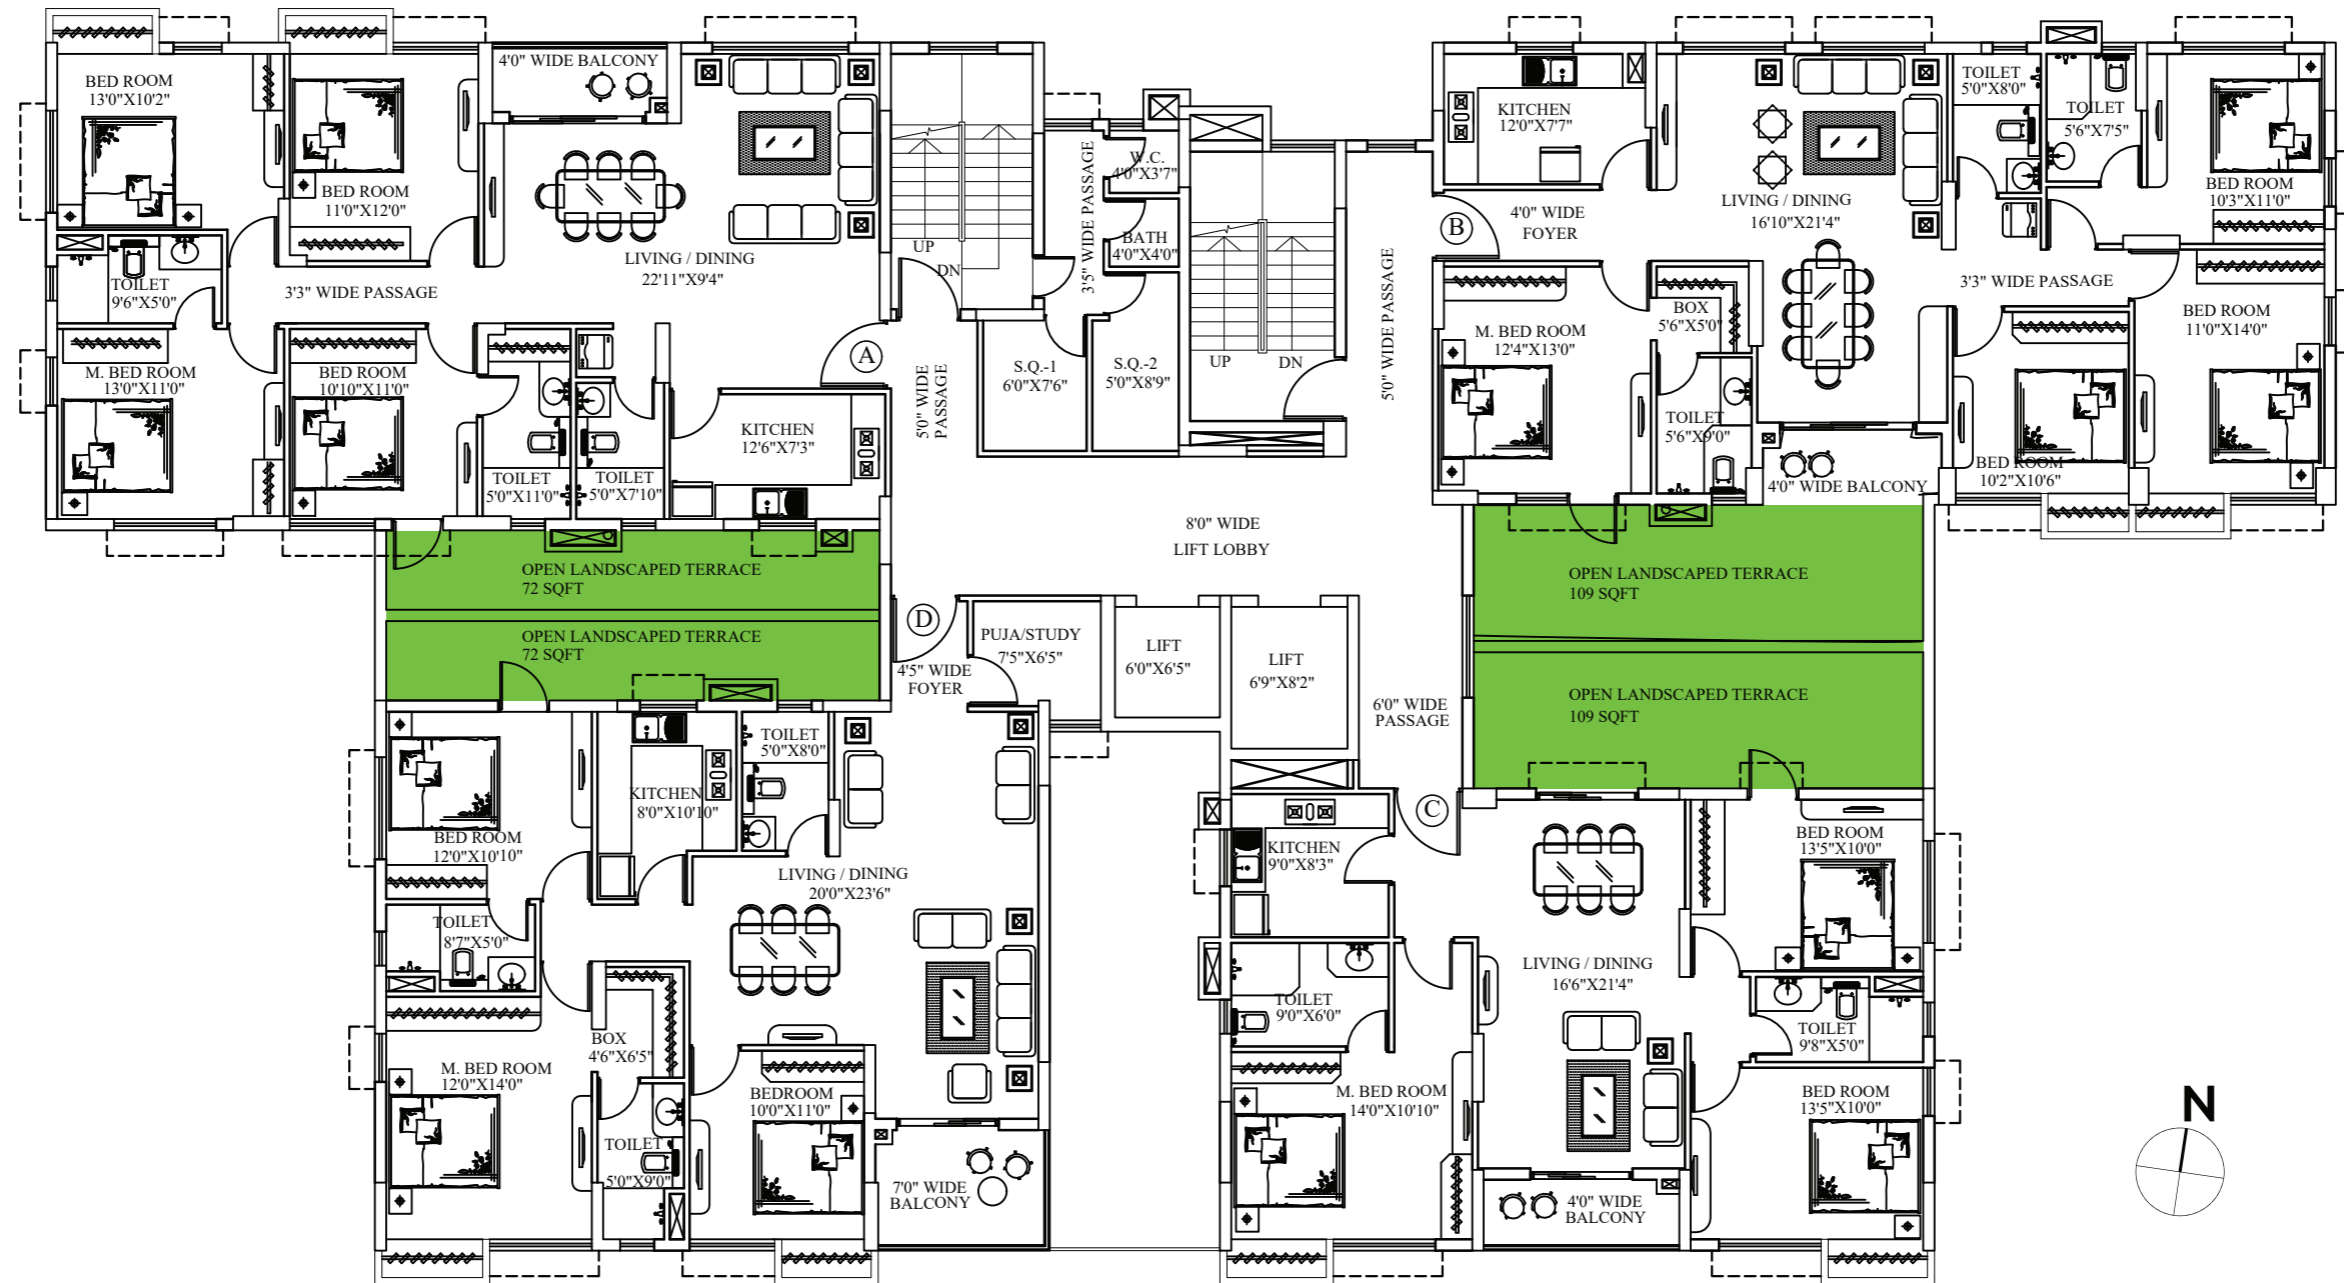 BED ROOM
13'0"X10'2"
BED ROOM
11'0"X12'0"
4'0" WIDE BALCONY
LIVING / DINING
22'11"X9'4"
TOILET
9'6"X5'0"
3'3" WIDE PASSAGE
M. BED ROOM
13'0"X11'0"
BED ROOM
10'10"X11'0"
TOILET
5'0"X11'0"
TOILET
5'0"X7'10"
KITCHEN
12'6"X7'3"
A
UP
DN
5'0" WIDE
PASSAGE
3'5" WIDE PASSAGE
W.C.
4'0"X3'7"
BATH
4'0"X4'0"
S.Q.-1
6'0"X7'6"
S.Q.-2
5'0"X8'9"
UP
DN
5'0" WIDE PASSAGE
KITCHEN
12'0"X7'7"
B
4'0" WIDE
FOYER
LIVING / DINING
16'10"X21'4"
TOILET
5'0"X8'0"
TOILET
5'6"X7'5"
BED ROOM
10'3"X11'0"
3'3" WIDE PASSAGE
BED ROOM
11'0"X14'0"
M. BED ROOM
12'4"X13'0"
BOX
5'6"X5'0"
TOILET
5'6"X9'0"
4'0" WIDE BALCONY
BED ROOM
10'2"X10'6"
8'0" WIDE
LIFT LOBBY
OPEN LANDSCAPED TERRACE
72 SQFT
OPEN LANDSCAPED TERRACE
72 SQFT
OPEN LANDSCAPED TERRACE
109 SQFT
OPEN LANDSCAPED TERRACE
109 SQFT
D
4'5" WIDE
FOYER
PUJA/STUDY
7'5"X6'5"
LIFT
6'0"X6'5"
LIFT
6'9"X8'2"
6'0" WIDE
PASSAGE
BED ROOM
12'0"X10'10"
KITCHEN
8'0"X10'10"
TOILET
5'0"X8'0"
LIVING / DINING
20'0"X23'6"
TOILET
8'7"X5'0"
BOX
4'6"X6'5"
M. BED ROOM
12'0"X14'0"
TOILET
5'0"X9'0"
BEDROOM
10'0"X11'0"
7'0" WIDE
BALCONY
C
KITCHEN
9'0"X8'3"
TOILET
9'0"X6'0"
M. BED ROOM
14'0"X10'10"
LIVING / DINING
16'6"X21'4"
BED ROOM
13'5"X10'0"
TOILET
9'8"X5'0"
BED ROOM
13'5"X10'0"
4'0" WIDE
BALCONY
N